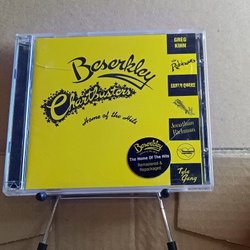 Beserkley
Chartbusters
Home of the Hits
GREG
KIHN
Rubinoos
EARTH QUAKE
Jonathan
Richman
Tyla
Gang
Beserkley
The Home Of The Hits
Remastered &
Repackaged!